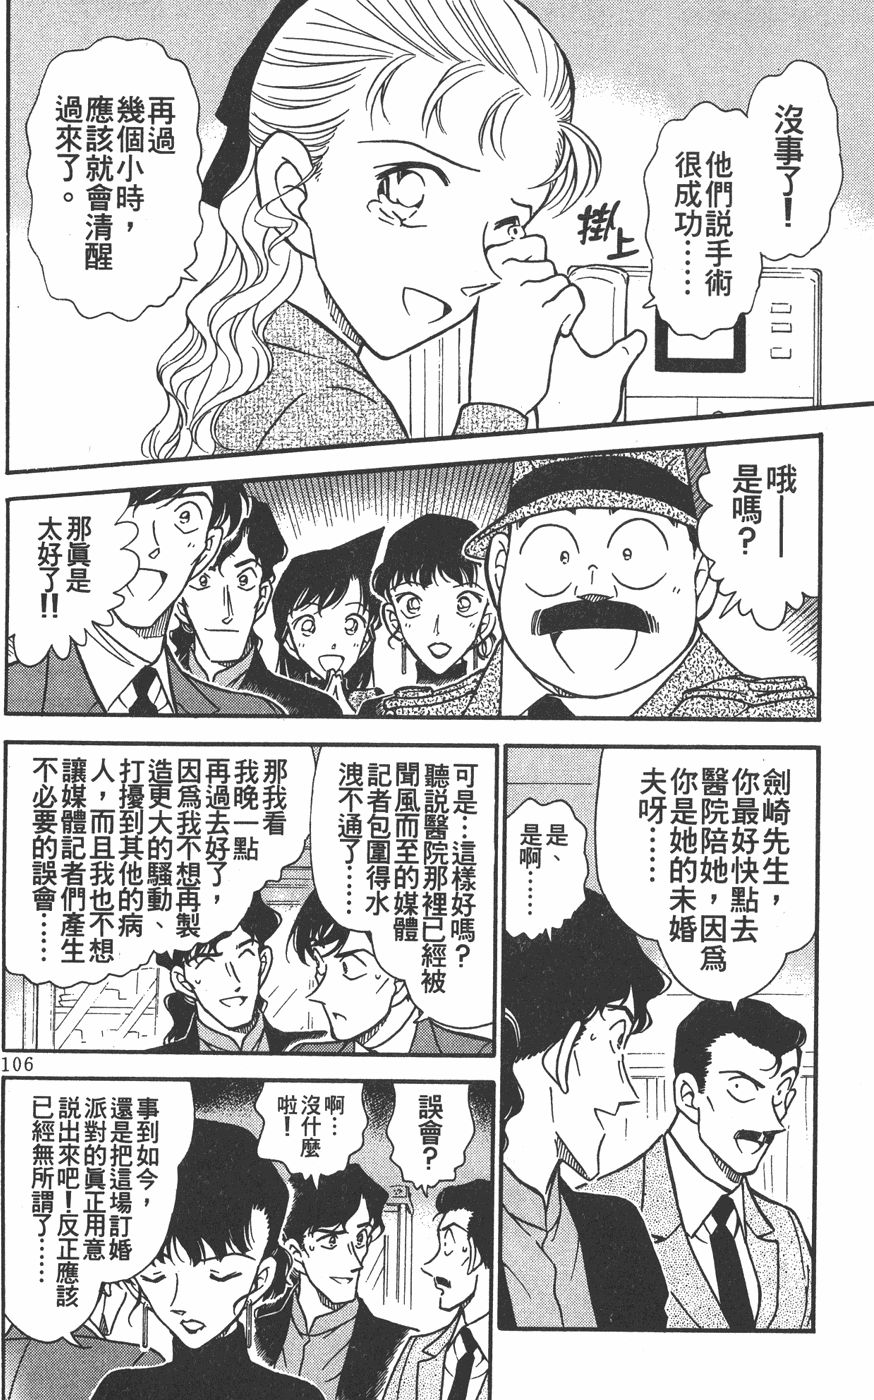 沒事了！
他們說手術
很成功……
掛上
再過
幾個小時，
應該就會清醒
過來了。
哦——
是嗎？
那眞是
太好了!!
劍崎先生，
你最好快點去
醫院陪她，因爲
你是她的未婚
夫呀……
是、
是啊……
可是…這樣好嗎？
聽說醫院那裡已經被
聞風而至的媒體
記者包圍得水
洩不通了……
那我看
我晚一點
再過去好了，
因爲我不想再製
造更大的騷動、
打擾到其他的病
人，而且我也不想
讓媒體記者們產生
不必要的誤會……
106
誤會？
啊…
沒什麼
啦！
事到如今，
還是把這場訂婚
派對的眞正用意
說出來吧！反正應該
已經無所謂了……